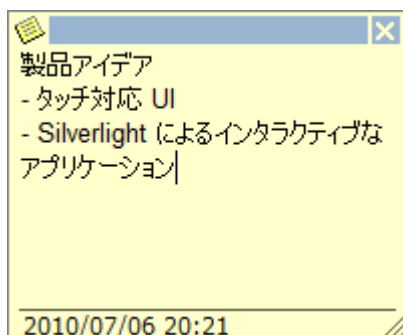 製品アイデア
- タッチ対応 UI
- Silverlight によるインタラクティブな
アプリケーション
2010/07/06 20:21